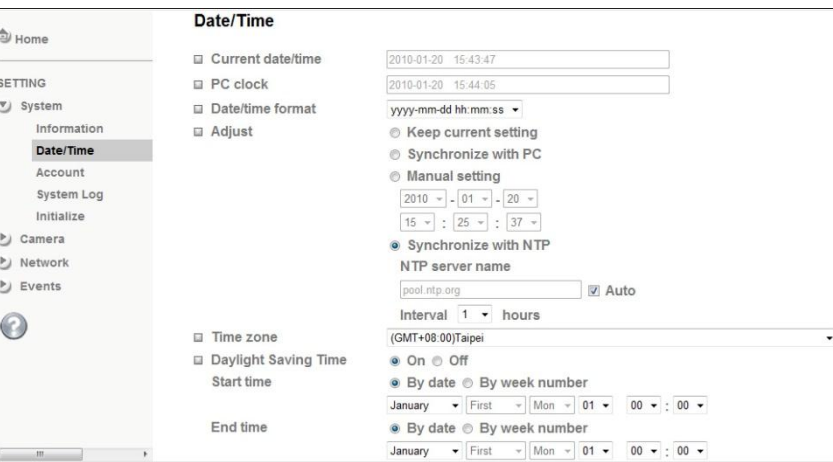 Date/Time
Home
SETTING
System
Information
Date/Time
Account
System Log
Initialize
Camera
Network
Events
?
Current date/time 2010-01-20 15:43:47
PC clock 2010-01-20 15:44:05
Date/time format yyyy-mm-dd hh:mm:ss
Adjust Keep current setting
Synchronize with PC
Manual setting
2010 - 01 - 20
15 : 25 : 37
Synchronize with NTP
NTP server name
pool.ntp.org Auto
Interval 1 hours
Time zone (GMT+08:00)Taipei
Daylight Saving Time On Off
Start time By date By week number
January First Mon 01 00 : 00
End time By date By week number
January First Mon 01 00 : 00